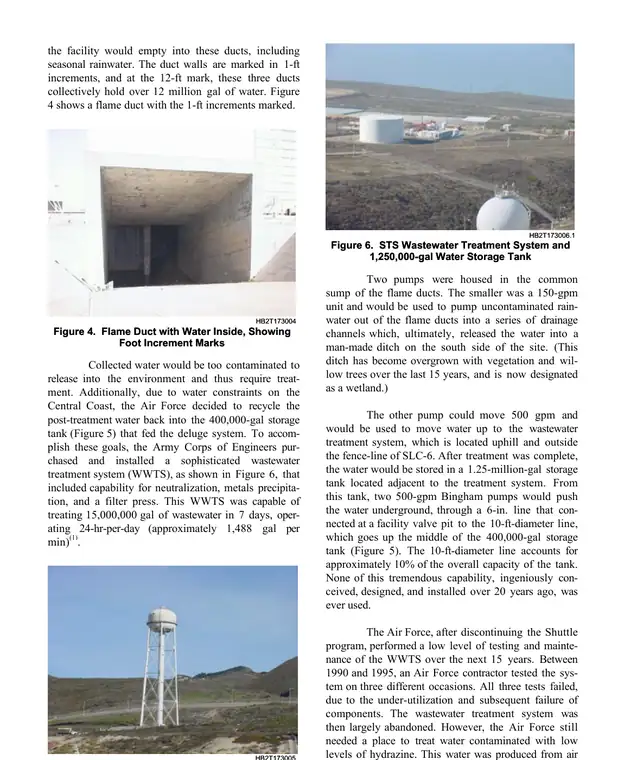 the facility would empty into these ducts, including
seasonal rainwater. The duct walls are marked in 1-ft
increments, and at the 12-ft mark, these three ducts
collectively hold over 12 million gal of water. Figure
4 shows a flame duct with the 1-ft increments marked.
HB2T173004
Figure 4. Flame Duct with Water Inside, Showing
Foot Increment Marks
Collected water would be too contaminated to
release into the environment and thus require treat-
ment. Additionally, due to water constraints on the
Central Coast, the Air Force decided to recycle the
post-treatment water back into the 400,000-gal storage
tank (Figure 5) that fed the deluge system. To accom-
plish these goals, the Army Corps of Engineers pur-
chased and installed a sophisticated wastewater
treatment system (WWTS), as shown in Figure 6, that
included capability for neutralization, metals precipita-
tion, and a filter press. This WWTS was capable of
treating 15,000,000 gal of wastewater in 7 days, oper-
ating 24-hr-per-day (approximately 1,488 gal per
min)(1).
HB2T173005
HB2T173006.1
Figure 6. STS Wastewater Treatment System and
1,250,000-gal Water Storage Tank
Two pumps were housed in the common
sump of the flame ducts. The smaller was a 150-gpm
unit and would be used to pump uncontaminated rain-
water out of the flame ducts into a series of drainage
channels which, ultimately, released the water into a
man-made ditch on the south side of the site. (This
ditch has become overgrown with vegetation and wil-
low trees over the last 15 years, and is now designated
as a wetland.)
The other pump could move 500 gpm and
would be used to move water up to the wastewater
treatment system, which is located uphill and outside
the fence-line of SLC-6. After treatment was complete,
the water would be stored in a 1.25-million-gal storage
tank located adjacent to the treatment system. From
this tank, two 500-gpm Bingham pumps would push
the water underground, through a 6-in. line that con-
nected at a facility valve pit to the 10-ft-diameter line,
which goes up the middle of the 400,000-gal storage
tank (Figure 5). The 10-ft-diameter line accounts for
approximately 10% of the overall capacity of the tank.
None of this tremendous capability, ingeniously con-
ceived, designed, and installed over 20 years ago, was
ever used.
The Air Force, after discontinuing the Shuttle
program, performed a low level of testing and mainte-
nance of the WWTS over the next 15 years. Between
1990 and 1995, an Air Force contractor tested the sys-
tem on three different occasions. All three tests failed,
due to the under-utilization and subsequent failure of
components. The wastewater treatment system was
then largely abandoned. However, the Air Force still
needed a place to treat water contaminated with low
levels of hydrazine. This water was produced from air